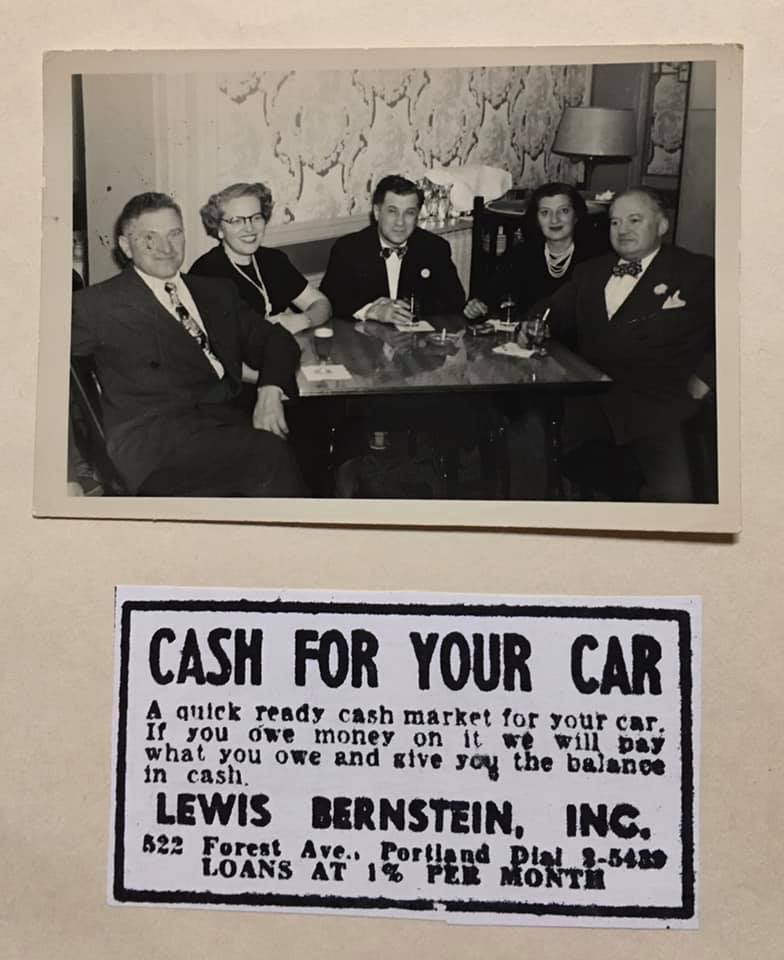 CASH FOR YOUR CAR
A quick ready cash market for your car.
If you owe money on it we will pay
what you owe and give you the balance
in cash.
LEWIS BERNSTEIN, INC.
522 Forest Ave., Portland Dial 2-5489
LOANS AT 1% PER MONTH